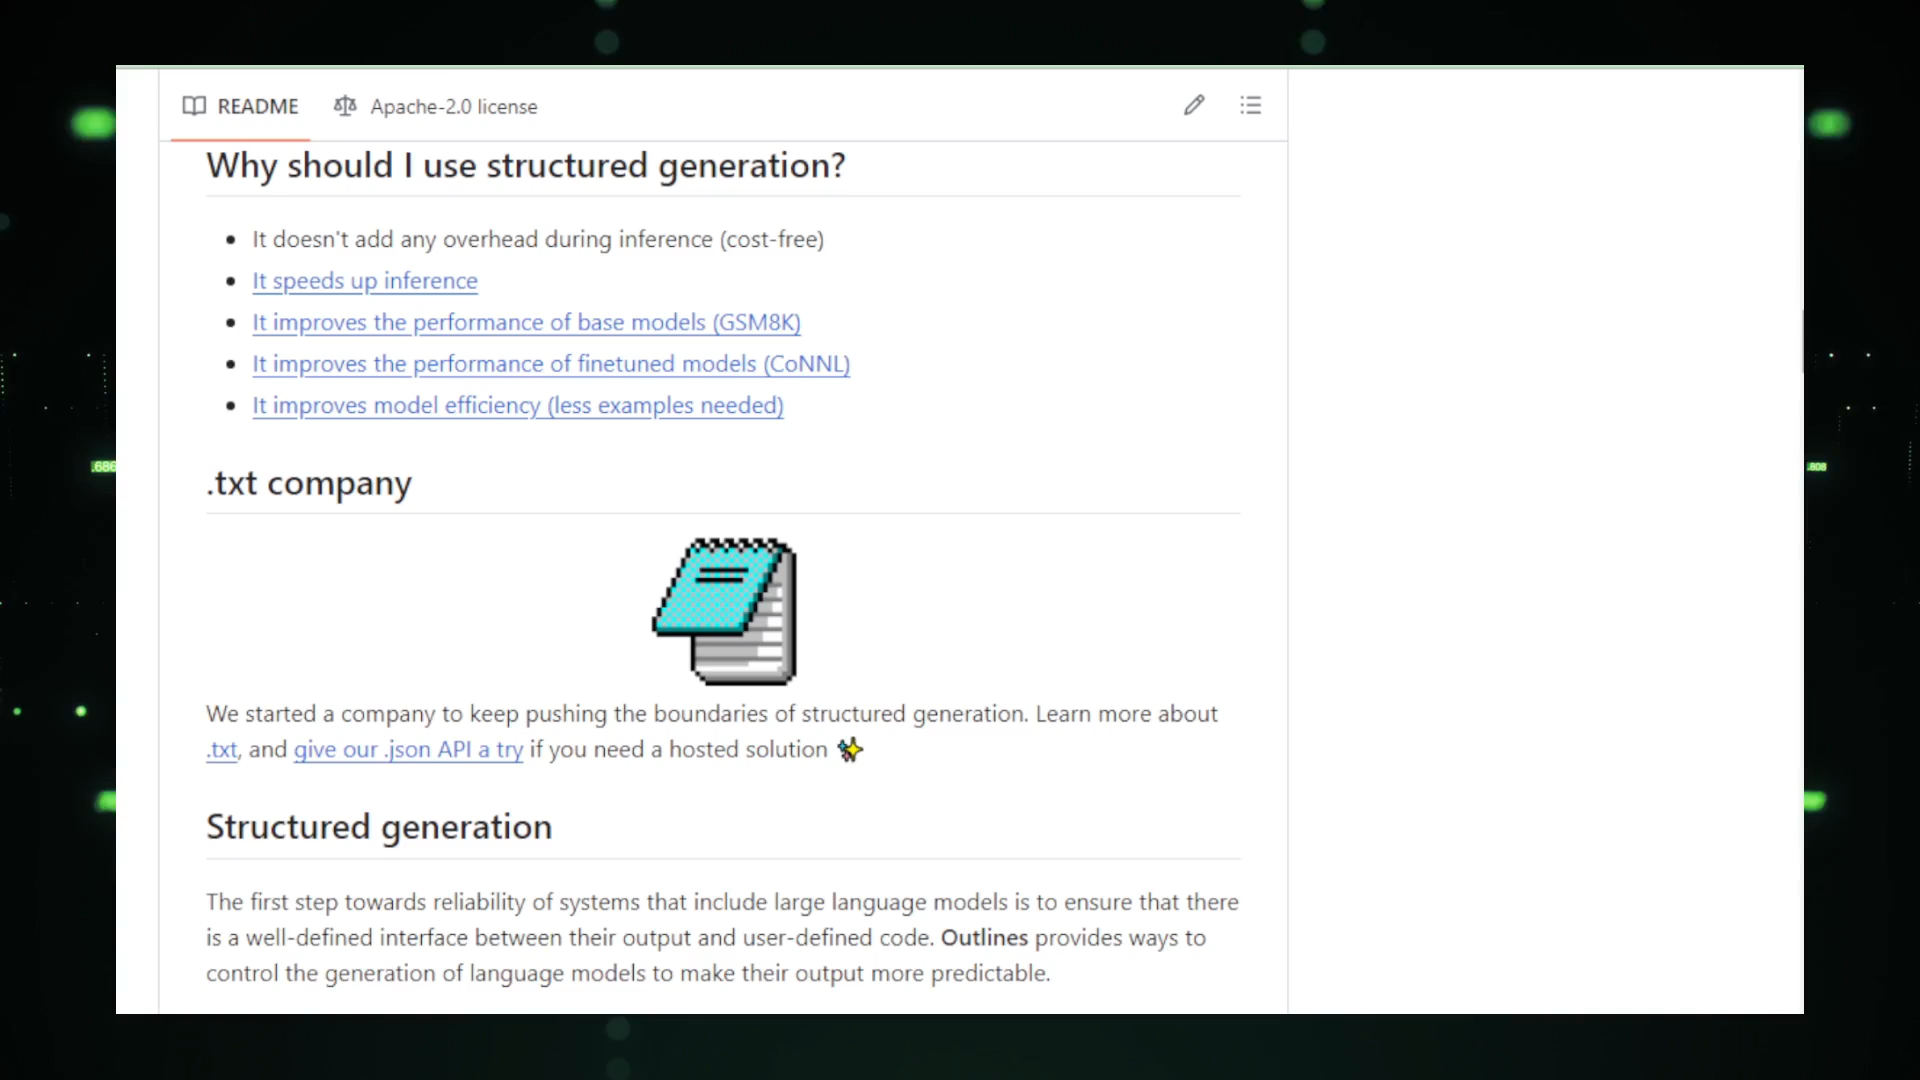 README Apache-2.0 license
Why should I use structured generation?
It doesn't add any overhead during inference (cost-free)
It speeds up inference
It improves the performance of base models (GSM8K)
It improves the performance of finetuned models (CoNNL)
It improves model efficiency (less examples needed)
.txt company
We started a company to keep pushing the boundaries of structured generation. Learn more about
.txt, and give our .json API a try if you need a hosted solution ✨
Structured generation
The first step towards reliability of systems that include large language models is to ensure that there
is a well-defined interface between their output and user-defined code. Outlines provides ways to
control the generation of language models to make their output more predictable.
.686
.808